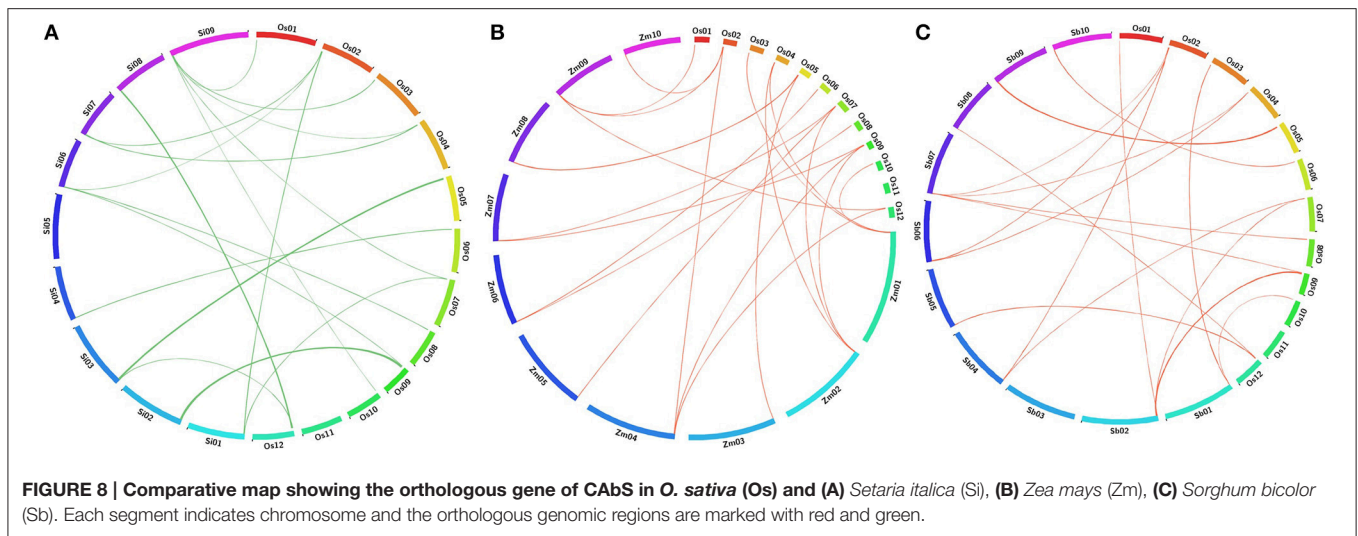 A
Si09
Os01
Os02
Os03
Os04
Os05
Os06
Os07
Os08
Os09
Os10
Os11
Os12
Si01
Si02
Si03
Si04
Si05
Si06
Si07
Si08
B
Zm10
Os01
Os02
Os03
Os04
Os05
Os06
Os07
Os08
Os09
Os10
Os11
Os12
Zm01
Zm02
Zm03
Zm04
Zm05
Zm06
Zm07
Zm08
Zm09
C
Sb10
Os01
Os02
Os03
Os04
Os05
Os06
Os07
Os08
Os09
Os10
Os11
Os12
Sb01
Sb02
Sb03
Sb04
Sb05
Sb06
Sb07
Sb08
Sb09
FIGURE 8 | Comparative map showing the orthologous gene of CAbS in O. sativa (Os) and (A) Setaria italica (Si), (B) Zea mays (Zm), (C) Sorghum bicolor
(Sb). Each segment indicates chromosome and the orthologous genomic regions are marked with red and green.